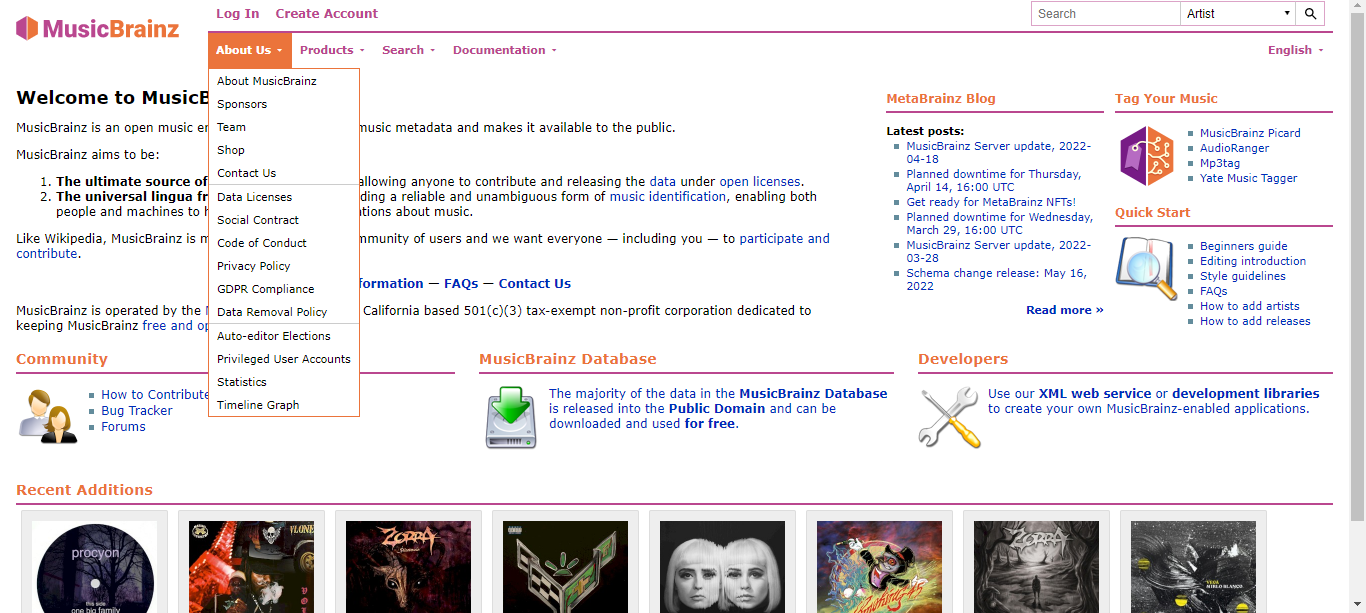 Log In Create Account
Search Artist
MusicBrainz
About Us Products Search Documentation English
About MusicBrainz
Sponsors
Team
Shop
Contact Us
Data Licenses
Social Contract
Code of Conduct
Privacy Policy
GDPR Compliance
Data Removal Policy
Auto-editor Elections
Privileged User Accounts
Statistics
Timeline Graph
Welcome to MusicB
MusicBrainz is an open music en music metadata and makes it available to the public.
MusicBrainz aims to be:
1. The ultimate source of allowing anyone to contribute and releasing the data under open licenses.
2. The universal lingua fr ding a reliable and unambiguous form of music identification, enabling both
people and machines to h ations about music.
Like Wikipedia, MusicBrainz is m mmunity of users and we want everyone — including you — to participate and
contribute.
formation — FAQs — Contact Us
MusicBrainz is operated by the California based 501(c)(3) tax-exempt non-profit corporation dedicated to
keeping MusicBrainz free and op
MetaBrainz Blog
Latest posts:
MusicBrainz Server update, 2022-
04-18
Planned downtime for Thursday,
April 14, 16:00 UTC
Get ready for MetaBrainz NFTs!
Planned downtime for Wednesday,
March 29, 16:00 UTC
MusicBrainz Server update, 2022-
03-28
Schema change release: May 16,
2022
Read more »
Tag Your Music
MusicBrainz Picard
AudioRanger
Mp3tag
Yate Music Tagger
Quick Start
Beginners guide
Editing introduction
Style guidelines
FAQs
How to add artists
How to add releases
Community
How to Contribute
Bug Tracker
Forums
MusicBrainz Database
The majority of the data in the MusicBrainz Database
is released into the Public Domain and can be
downloaded and used for free.
Developers
Use our XML web service or development libraries
to create your own MusicBrainz-enabled applications.
Recent Additions
procyon
this side
one big family
VLONE
ZORRA
ZORRA
VEGA
MIRLO BLANCO